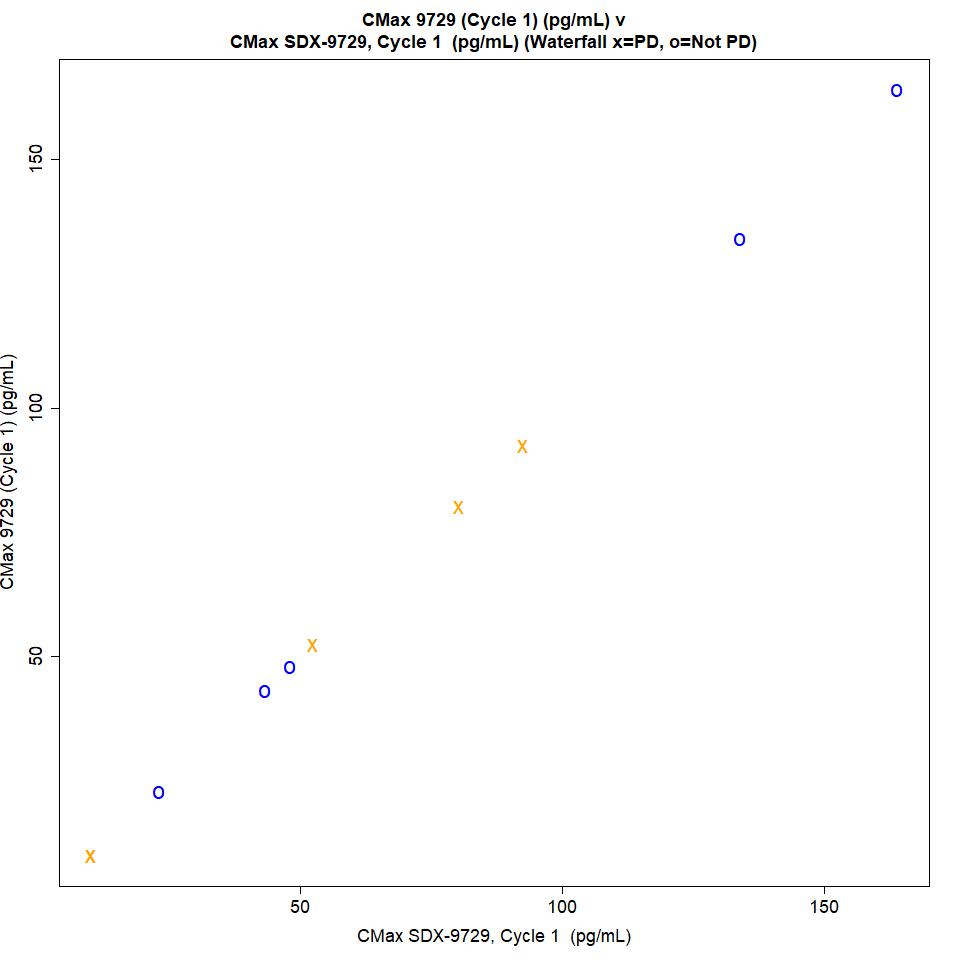 CMax 9729 (Cycle 1) (pg/mL) v
CMax SDX-9729, Cycle 1  (pg/mL) (Waterfall x=PD, o=Not PD)
CMax 9729 (Cycle 1) (pg/mL)
150
100
50
O
O
X
X
X
O
O
O
X
50
100
150
CMax SDX-9729, Cycle 1  (pg/mL)